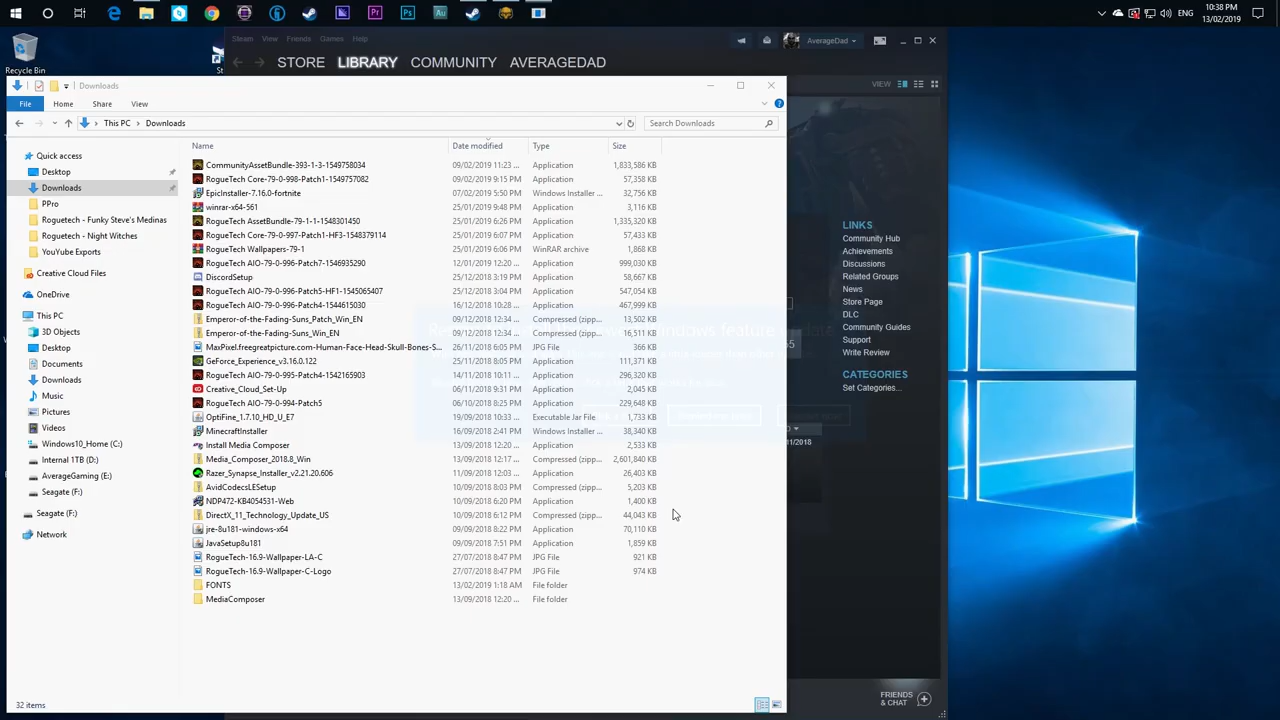 10:38 PM
ENG
13/02/2019
Recycle Bin
St
Steam View Friends Games Help
AverageDad
STORE LIBRARY COMMUNITY AVERAGEDAD
VIEW
Downloads
File Home Share View
This PC > Downloads
Search Downloads
Name Date modified Type Size
Quick access
Desktop
Downloads
PPro
Roguetech - Funky Steve's Medinas
Roguetech - Night Witches
YouYube Exports
Creative Cloud Files
OneDrive
This PC
3D Objects
Desktop
Documents
Downloads
Music
Pictures
Videos
Windows10_Home (C:)
Internal 1TB (D:)
AverageGaming (E:)
Seagate (F:)
Seagate (F:)
Network
CommunityAssetBundle-393-1-3-1549758034 09/02/2019 11:23 ... Application 1,833,586 KB
RogueTech Core-79-0-998-Patch1-1549757082 09/02/2019 9:15 PM Application 57,358 KB
EpicInstaller-7.16.0-fortnite 07/02/2019 5:50 PM Windows Installer ... 32,756 KB
winrar-x64-561 25/01/2019 9:48 PM Application 3,116 KB
RogueTech AssetBundle-79-1-1-1548301450 25/01/2019 6:26 PM Application 1,335,320 KB
RogueTech Core-79-0-997-Patch1-HF3-1548379114 25/01/2019 6:07 PM Application 57,433 KB
RogueTech Wallpapers-79-1 25/01/2019 6:06 PM WinRAR archive 1,868 KB
RogueTech AIO-79-0-996-Patch7-1546935290 12/01/2019 12:20 ... Application 999,030 KB
DiscordSetup 25/12/2018 3:19 PM Application 58,667 KB
RogueTech AIO-79-0-996-Patch5-HF1-1545065407 25/12/2018 3:04 PM Application 547,054 KB
RogueTech AIO-79-0-996-Patch4-1544615030 16/12/2018 10:28 ... Application 467,999 KB
Emperor-of-the-Fading-Suns_Patch_Win_EN 09/12/2018 12:34 ... Compressed (zipp... 13,502 KB
Emperor-of-the-Fading-Suns_Win_EN 09/12/2018 12:34 ... Compressed (zipp... 16,511 KB
MaxPixel.freegreatpicture.com-Human-Face-Head-Skull-Bones-S... 26/11/2018 6:05 PM JPG File 366 KB
GeForce_Experience_v3.16.0.122 25/11/2018 8:05 PM Application 111,371 KB
RogueTech AIO-79-0-995-Patch4-1542165903 14/11/2018 10:11 ... Application 296,320 KB
Creative_Cloud_Set-Up 06/11/2018 9:31 PM Application 2,045 KB
RogueTech AIO-79-0-994-Patch5 06/10/2018 8:25 PM Application 229,648 KB
OptiFine_1.7.10_HD_U_E7 19/09/2018 10:33 ... Executable Jar File 1,733 KB
MinecraftInstaller 16/09/2018 2:41 PM Windows Installer ... 38,340 KB
Install Media Composer 13/09/2018 12:20 ... Application 2,533 KB
Media_Composer_2018.8_Win 13/09/2018 12:17 ... Compressed (zipp... 2,601,840 KB
Razer_Synapse_Installer_v2.21.20.606 11/09/2018 12:03 ... Application 26,403 KB
AvidCodecsLESetup 10/09/2018 8:03 PM Compressed (zipp... 5,203 KB
NDP472-KB4054531-Web 10/09/2018 6:20 PM Application 1,400 KB
DirectX_11_Technology_Update_US 10/09/2018 6:12 PM Compressed (zipp... 44,043 KB
jre-8u181-windows-x64 09/09/2018 8:22 PM Application 70,110 KB
JavaSetup8u181 09/09/2018 7:51 PM Application 1,859 KB
RogueTech-16.9-Wallpaper-LA-C 27/07/2018 8:47 PM JPG File 921 KB
RogueTech-16.9-Wallpaper-C-Logo 27/07/2018 8:47 PM JPG File 974 KB
FONTS 13/02/2019 1:18 AM File folder
MediaComposer 13/09/2018 12:20 ... File folder
32 items
LINKS
Community Hub
Achievements
Discussions
Related Groups
News
Store Page
DLC
Community Guides
Support
Write Review
CATEGORIES
Set Categories...
FRIENDS
& CHAT